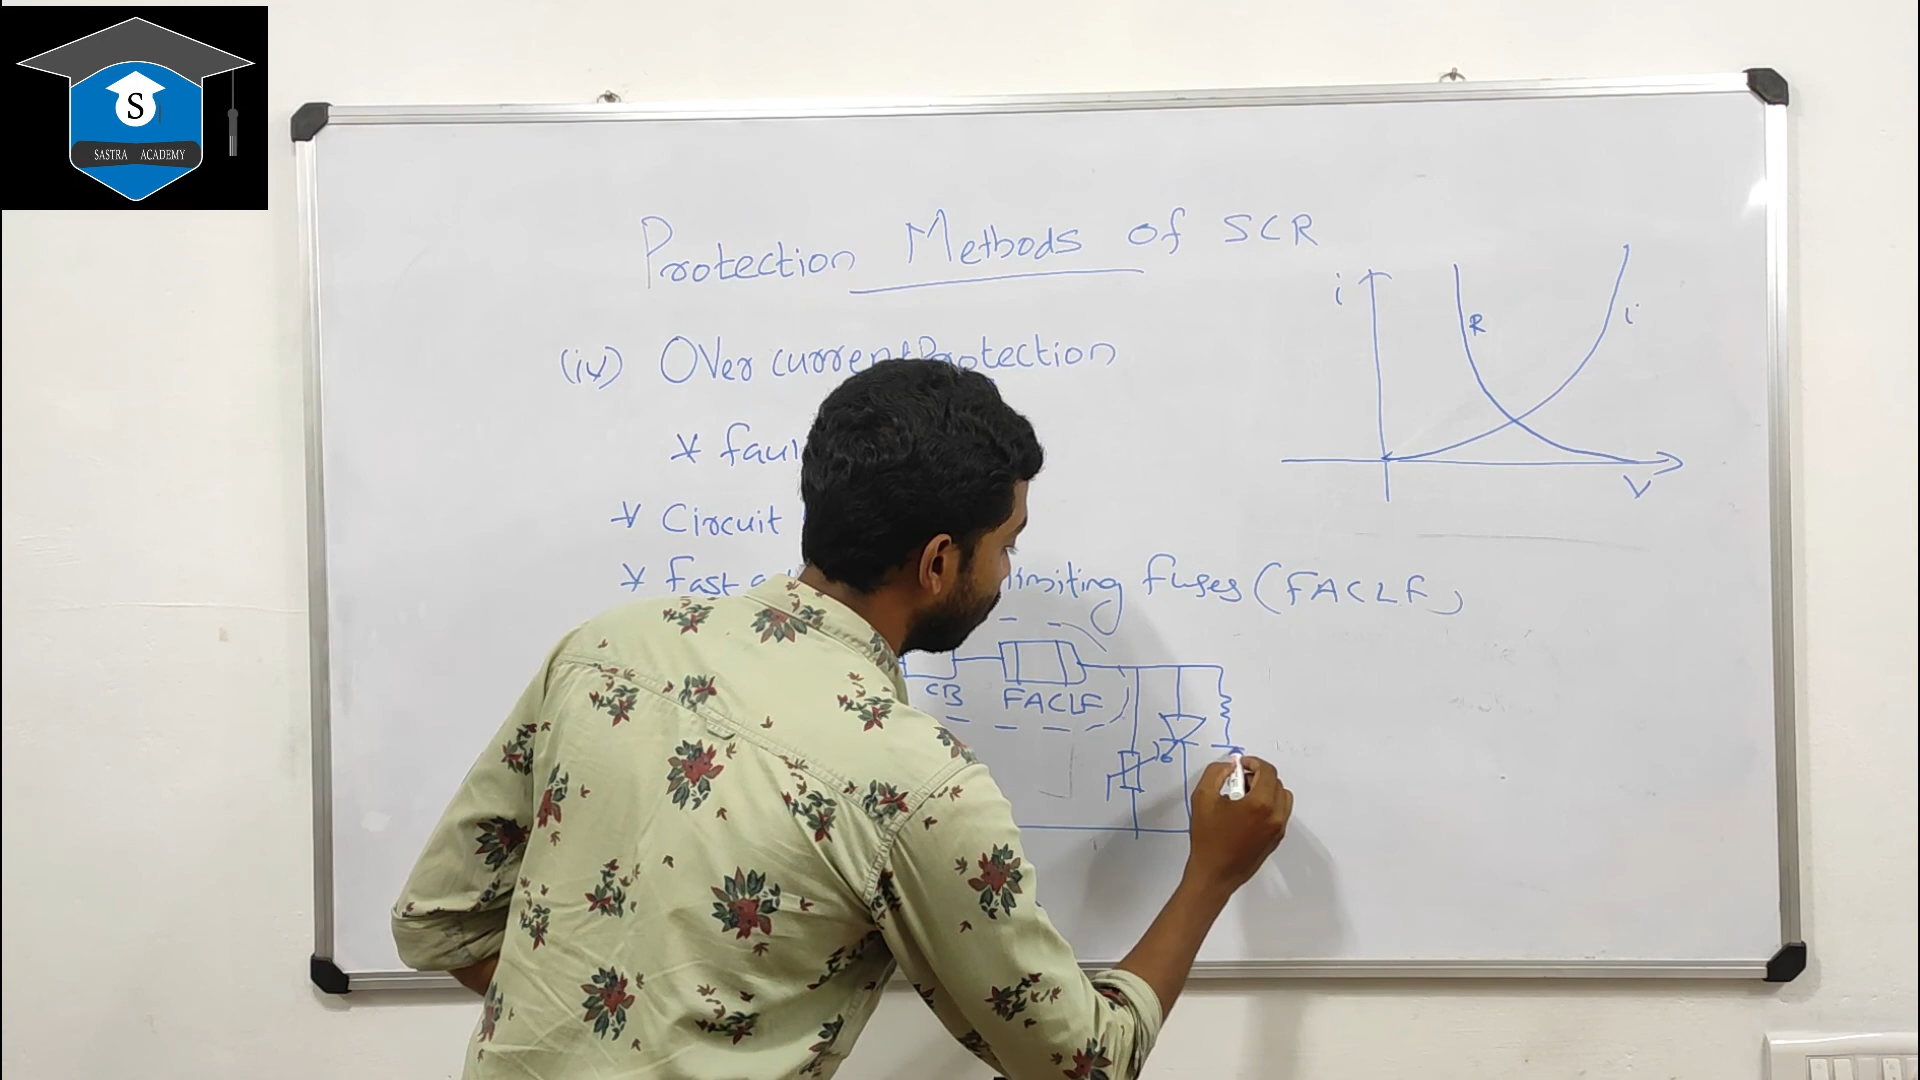 S
SASTRA ACADEMY
Protection Methods of SCR
(iv) Over current Protection
* faul
* Circuit
* Fast a limiting fuses (FACLF)
CB FACLF
i
R
i
V